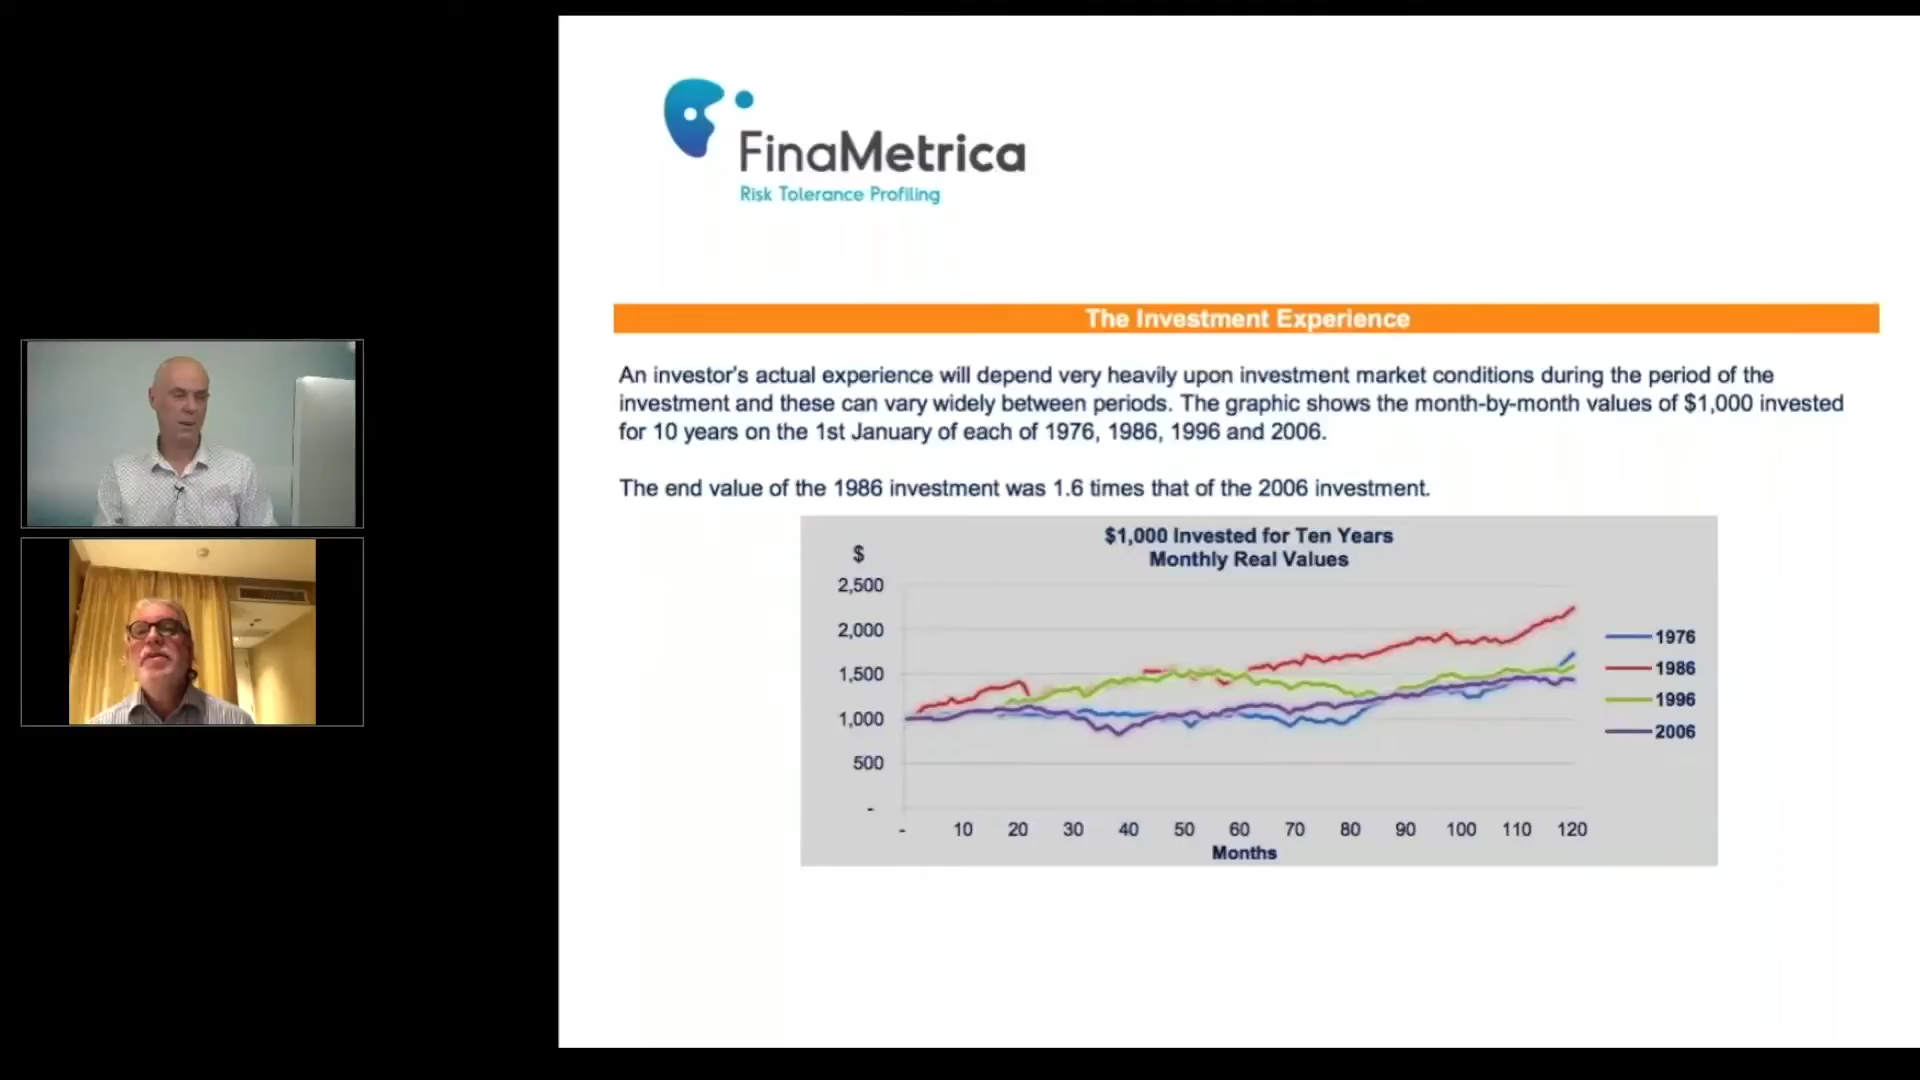 FinaMetrica
Risk Tolerance Profiling
The Investment Experience
An investor's actual experience will depend very heavily upon investment market conditions during the period of the
investment and these can vary widely between periods. The graphic shows the month-by-month values of $1,000 invested
for 10 years on the 1st January of each of 1976, 1986, 1996 and 2006.
The end value of the 1986 investment was 1.6 times that of the 2006 investment.
$1,000 Invested for Ten Years
Monthly Real Values
$
2,500
2,000
1,500
1,000
500
-
- 10 20 30 40 50 60 70 80 90 100 110 120
Months
1976
1986
1996
2006